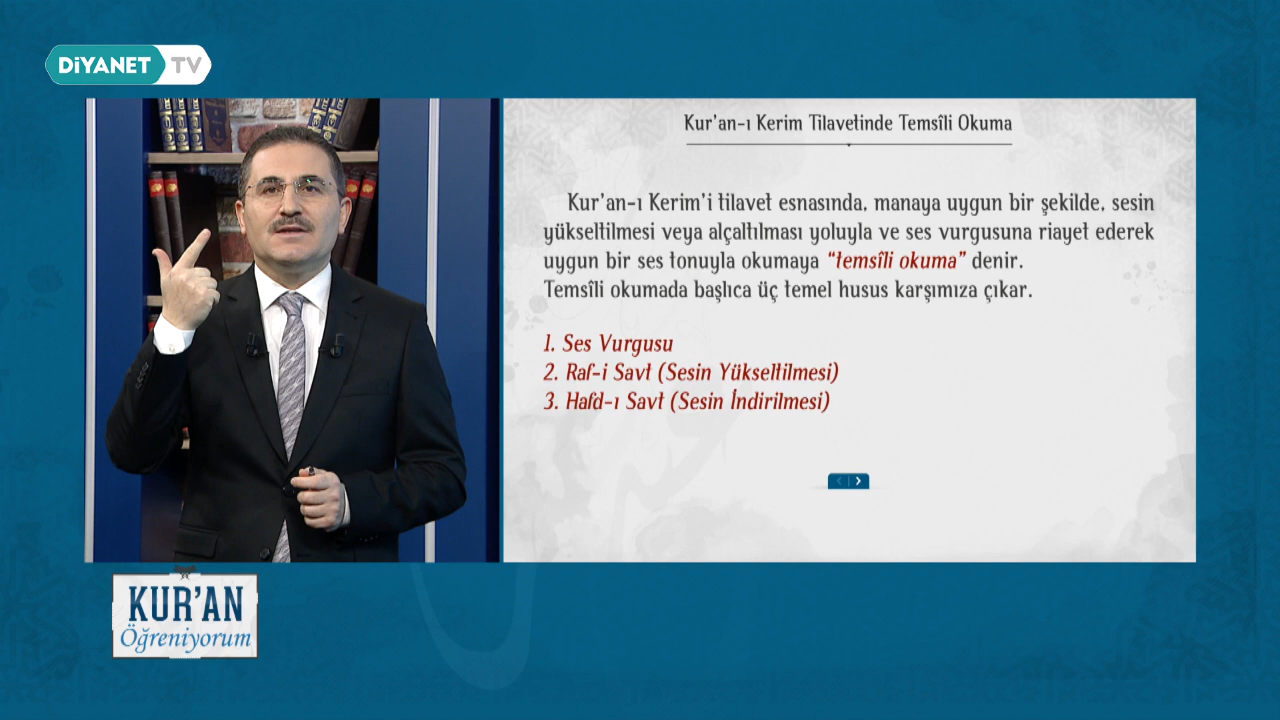 DİYANET TV
Kur'an-ı Kerim Tilavetinde Temsîli Okuma
Kur'an-ı Kerim'i tilavet esnasında, manaya uygun bir şekilde, sesin
yükseltilmesi veya alçaltılması yoluyla ve ses vurgusuna riayet ederek
uygun bir ses tonuyla okumaya “temsîli okuma” denir.
Temsîli okumada başlıca üç temel husus karşımıza çıkar.
1. Ses Vurgusu
2. Raf-i Savt (Sesin Yükseltilmesi)
3. Hafd-ı Savt (Sesin İndirilmesi)
KUR'AN
Öğreniyorum